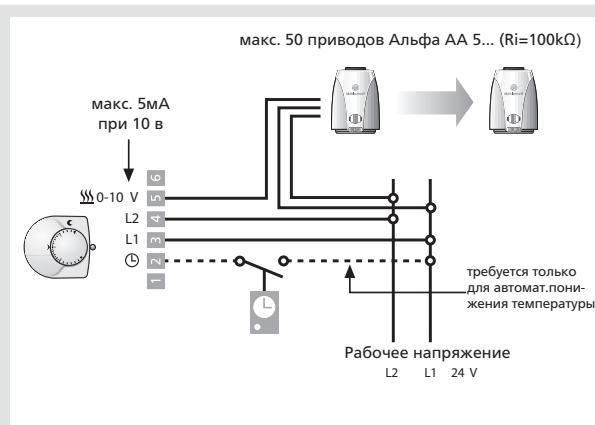 макс. 50 приводов Альфа АА 5... (Ri=100kΩ)
макс. 5мА
при 10 в
6
0-10 V 5
L2 4
L1 3
2
1
требуется только
для автомат.пони-
жения температуры
Рабочее напряжение
L2 L1 24 V